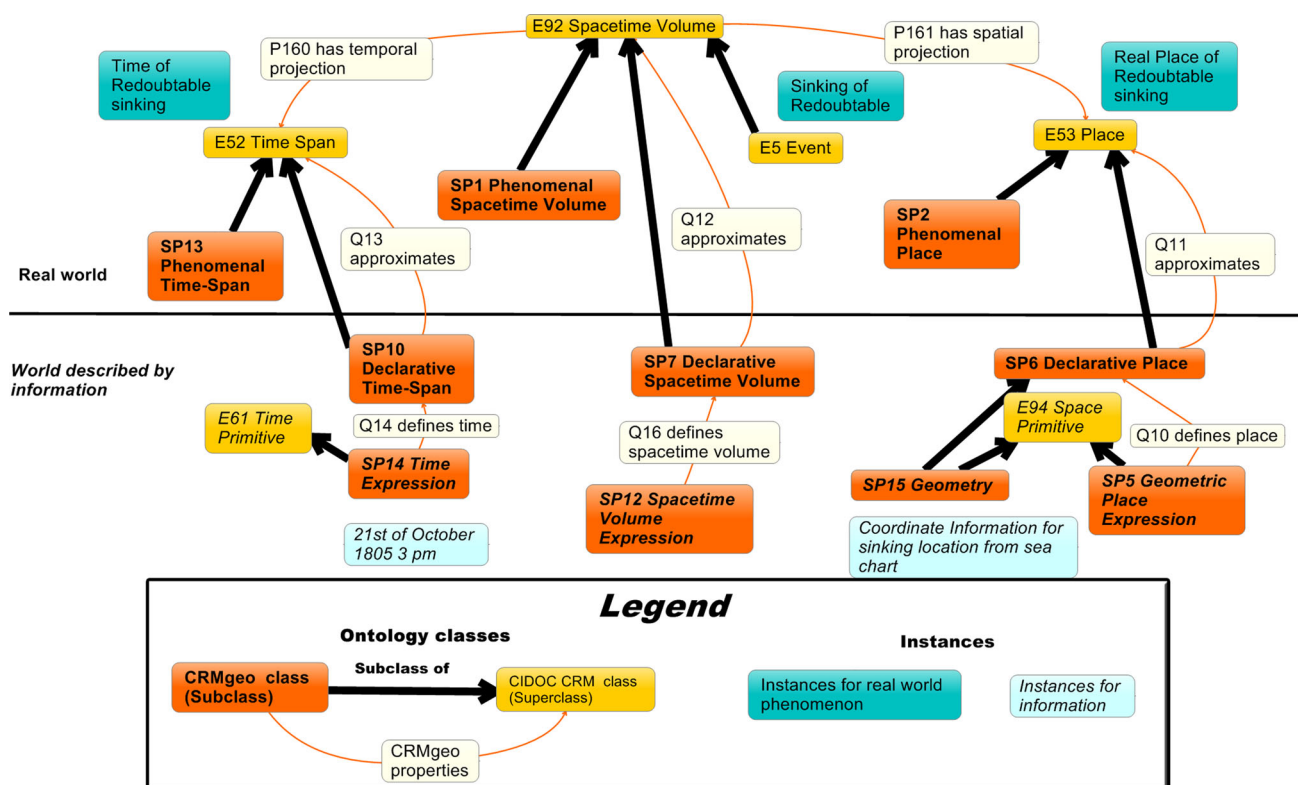 E92 Spacetime Volume
P160 has temporal
projection
P161 has spatial
projection
Time of
Redoubtable
sinking
Sinking of
Redoubtable
Real Place of
Redoubtable
sinking
E52 Time Span
E5 Event
E53 Place
SP1 Phenomenal
Spacetime Volume
SP2
Phenomenal
Place
SP13
Phenomenal
Time-Span
Q13
approximates
Q12
approximates
Q11
approximates
Real world
World described by
information
SP10
Declarative
Time-Span
SP7 Declarative
Spacetime Volume
SP6 Declarative Place
E61 Time
Primitive
Q14 defines time
Q16 defines
spacetime volume
E94 Space
Primitive
Q10 defines place
SP14 Time
Expression
SP12 Spacetime
Volume
Expression
SP15 Geometry
SP5 Geometric
Place
Expression
21st of October
1805 3 pm
Coordinate Information for
sinking location from sea
chart
Legend
Ontology classes
Instances
CRMgeo class
(Subclass)
Subclass of
CIDOC CRM class
(Superclass)
CRMgeo
properties
Instances for real world
phenomenon
Instances for
information